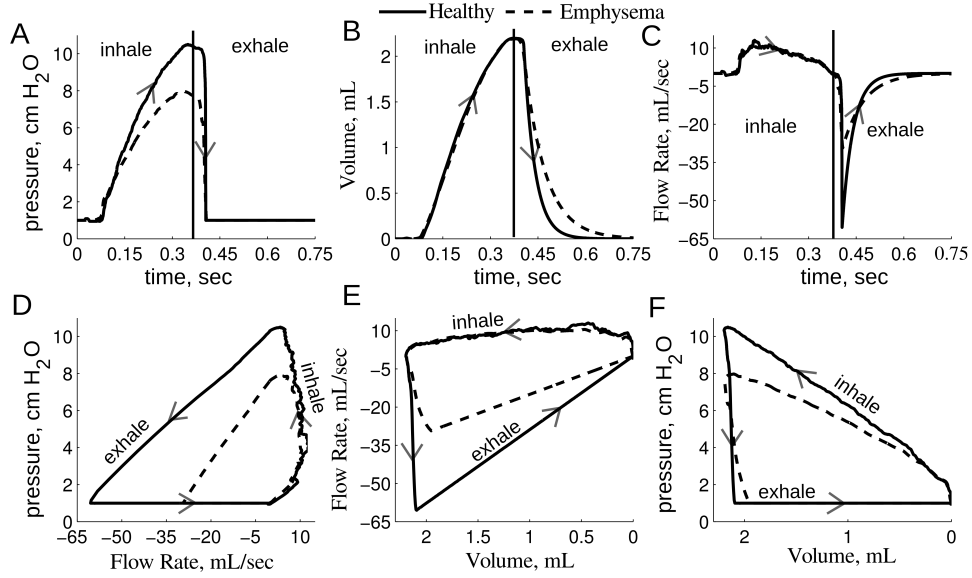 Healthy Emphysema
A
inhale exhale
pressure, cm H2O
10
8
6
4
2
0
0 0.15 0.3 0.45 0.6 0.75
time, sec
B
inhale exhale
Volume, mL
2
1.5
1
0.5
0
0 0.15 0.3 0.45 0.6 0.75
time, sec
C
inhale
exhale
Flow Rate, mL/sec
10
−5
−20
−35
−50
−65
0 0.15 0.3 0.45 0.6 0.75
time, sec
D
inhale
exhale
pressure, cm H2O
10
8
6
4
2
0
−65 −50 −35 −20 −5 10
Flow Rate, mL/sec
E
inhale
exhale
Flow Rate, mL/sec
10
−5
−20
−35
−50
−65
2 1.5 1 0.5 0
Volume, mL
F
inhale
exhale
pressure, cm H2O
10
8
6
4
2
0
2 1 0
Volume, mL